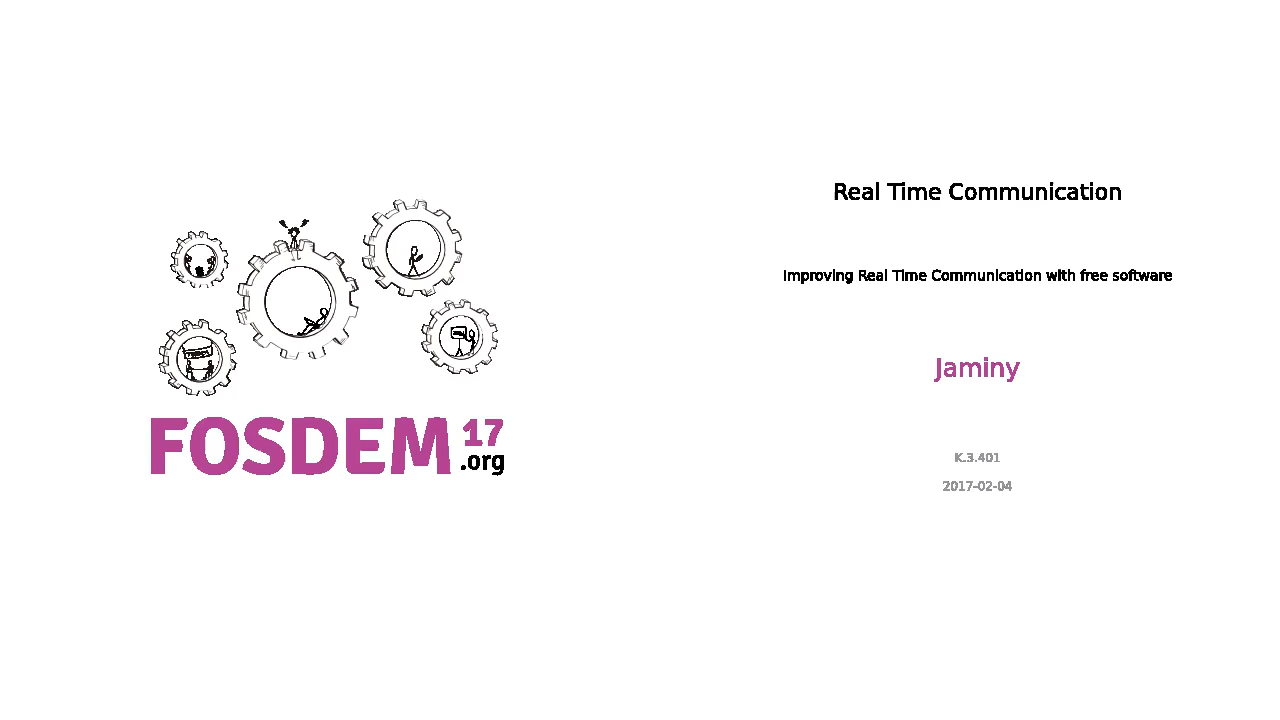 FOSDEM 17
.org
Real Time Communication
Improving Real Time Communication with free software
Jaminy
K.3.401
2017-02-04